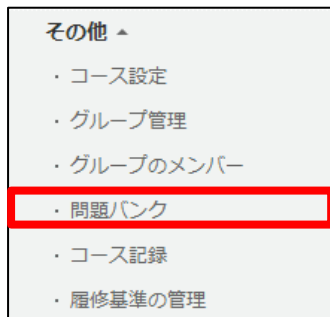 その他 ▲
・コース設定
・グループ管理
・グループのメンバー
・問題バンク
・コース記録
・履修基準の管理